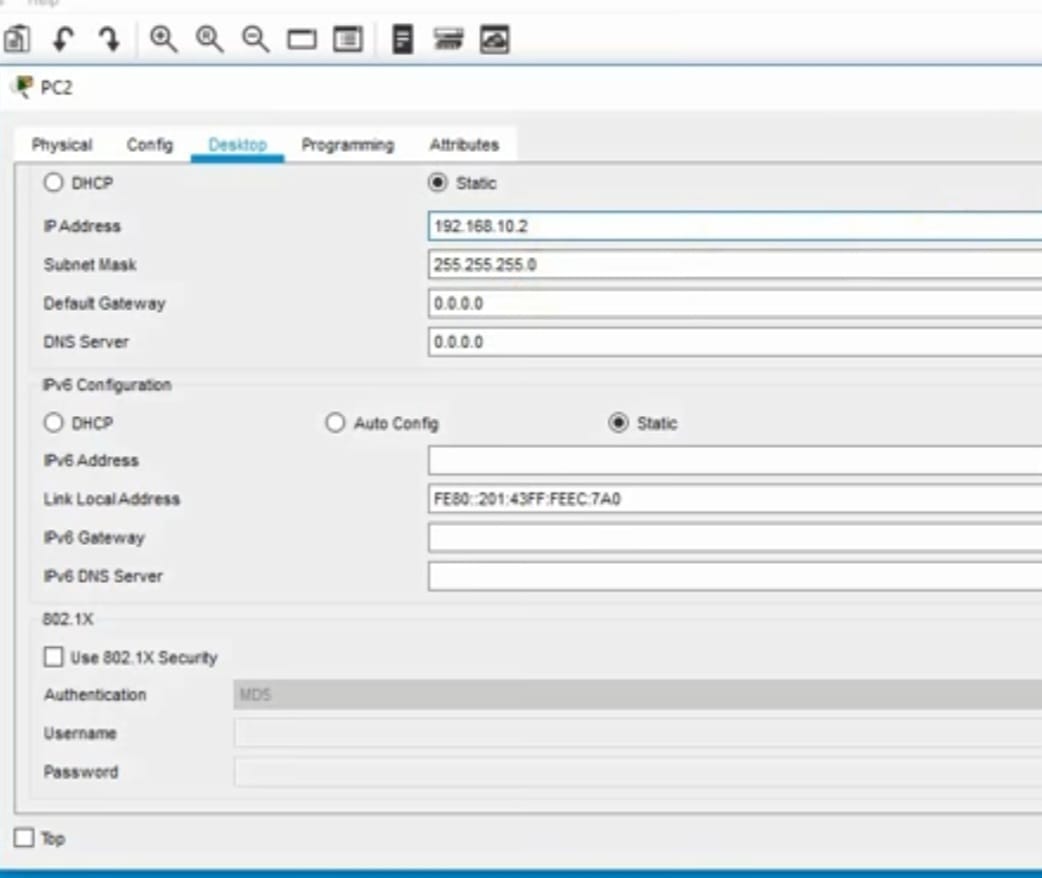 Help
PC2
Physical Config Desktop Programming Attributes
DHCP Static
IP Address 192.168.10.2
Subnet Mask 255.255.255.0
Default Gateway 0.0.0.0
DNS Server 0.0.0.0
IPv6 Configuration
DHCP Auto Config Static
IPv6 Address
Link Local Address FE80::201:43FF:FEEC:7A0
IPv6 Gateway
IPv6 DNS Server
802.1X
Use 802.1X Security
Authentication MD5
Username
Password
Top